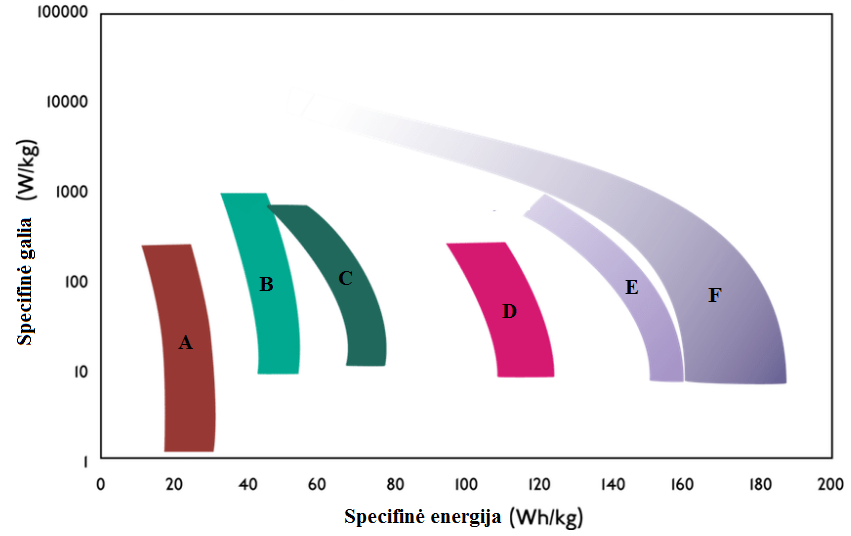 100000
10000
1000
100
10
1
Specifinė galia (W/kg)
A
B
C
D
E
F
0 20 40 60 80 100 120 140 160 180 200
Specifinė energija (Wh/kg)